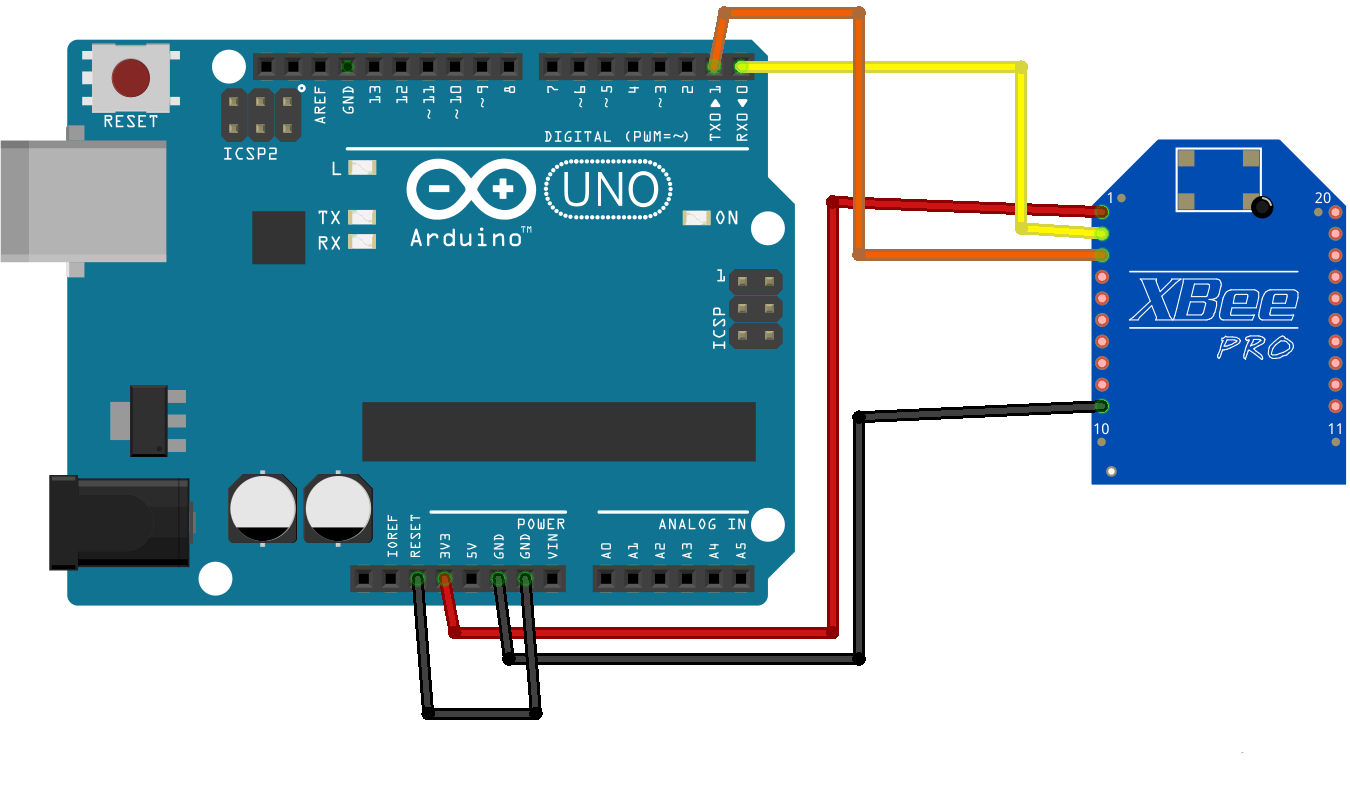 RESET
ICSP2
AREF
GND
13
12
~11
~10
~9
8
7
~6
~5
4
~3
2
TX0▶1
RX0◀0
DIGITAL (PWM=~)
L
TX
RX
Arduino™
UNO
ON
1
ICSP
IOREF
RESET
3V3
5V
GND
GND
VIN
POWER
ANALOG IN
A0
A1
A2
A3
A4
A5
1
20
XBee
PRO
10
11